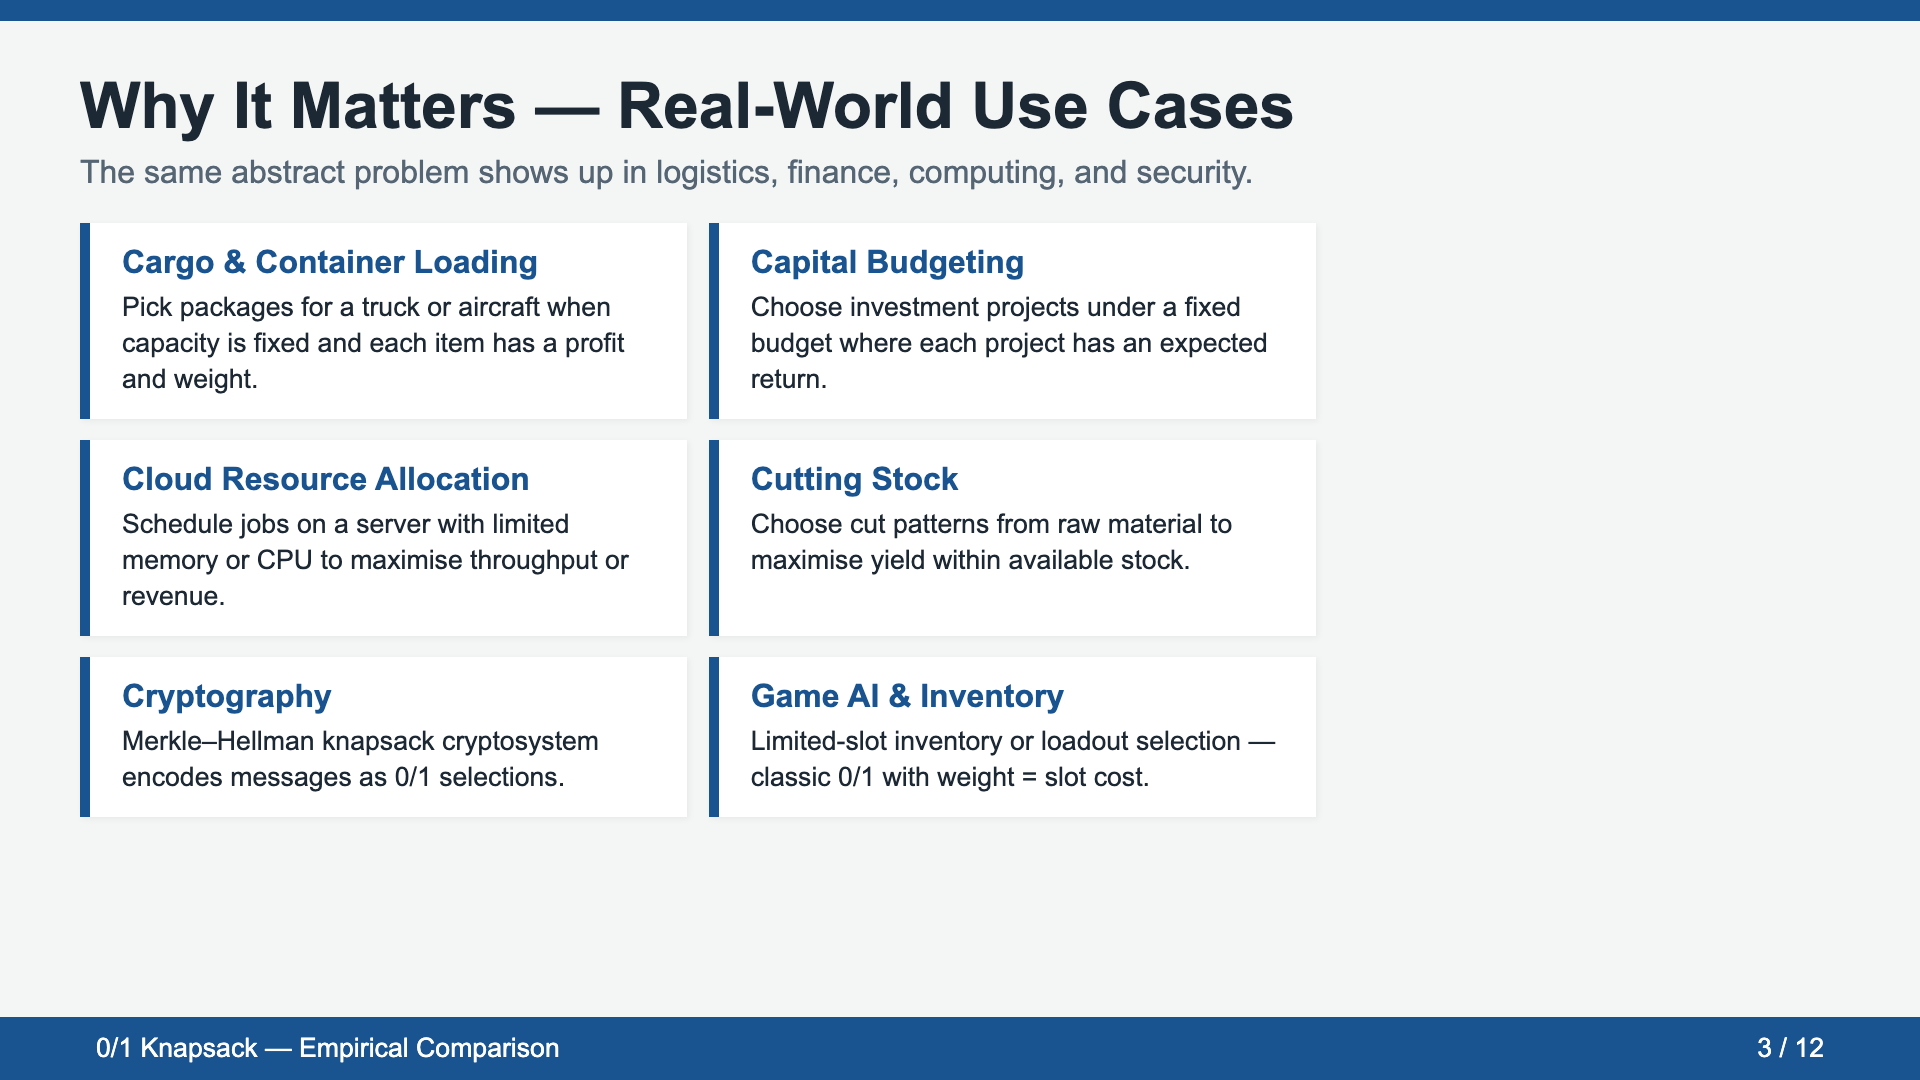 Why It Matters — Real-World Use Cases
The same abstract problem shows up in logistics, finance, computing, and security.
Cargo & Container Loading
Pick packages for a truck or aircraft when
capacity is fixed and each item has a profit
and weight.
Capital Budgeting
Choose investment projects under a fixed
budget where each project has an expected
return.
Cloud Resource Allocation
Schedule jobs on a server with limited
memory or CPU to maximise throughput or
revenue.
Cutting Stock
Choose cut patterns from raw material to
maximise yield within available stock.
Cryptography
Merkle–Hellman knapsack cryptosystem
encodes messages as 0/1 selections.
Game AI & Inventory
Limited-slot inventory or loadout selection —
classic 0/1 with weight = slot cost.
0/1 Knapsack — Empirical Comparison
3 / 12